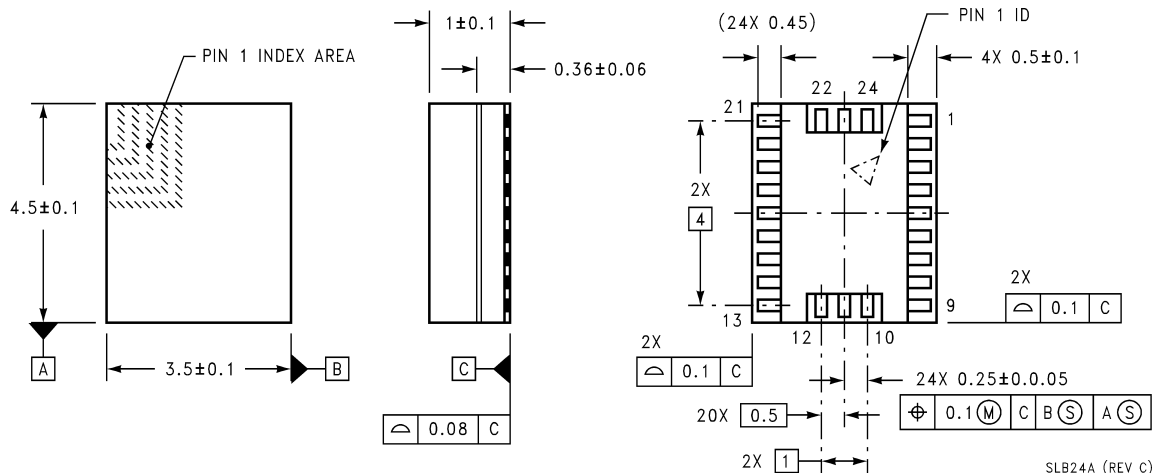 1±0.1
(24X 0.45)
PIN 1 ID
PIN 1 INDEX AREA
0.36±0.06
4X 0.5±0.1
22
24
21
1
2X
4
4.5±0.1
13
9
12
10
2X
⌓ 0.1 C
2X
⌓ 0.1 C
A
3.5±0.1
B
C
24X 0.25±0.0.05
⌖ 0.1 Ⓜ C B Ⓢ A Ⓢ
20X 0.5
⌓ 0.08 C
2X 1
SLB24A (REV C)